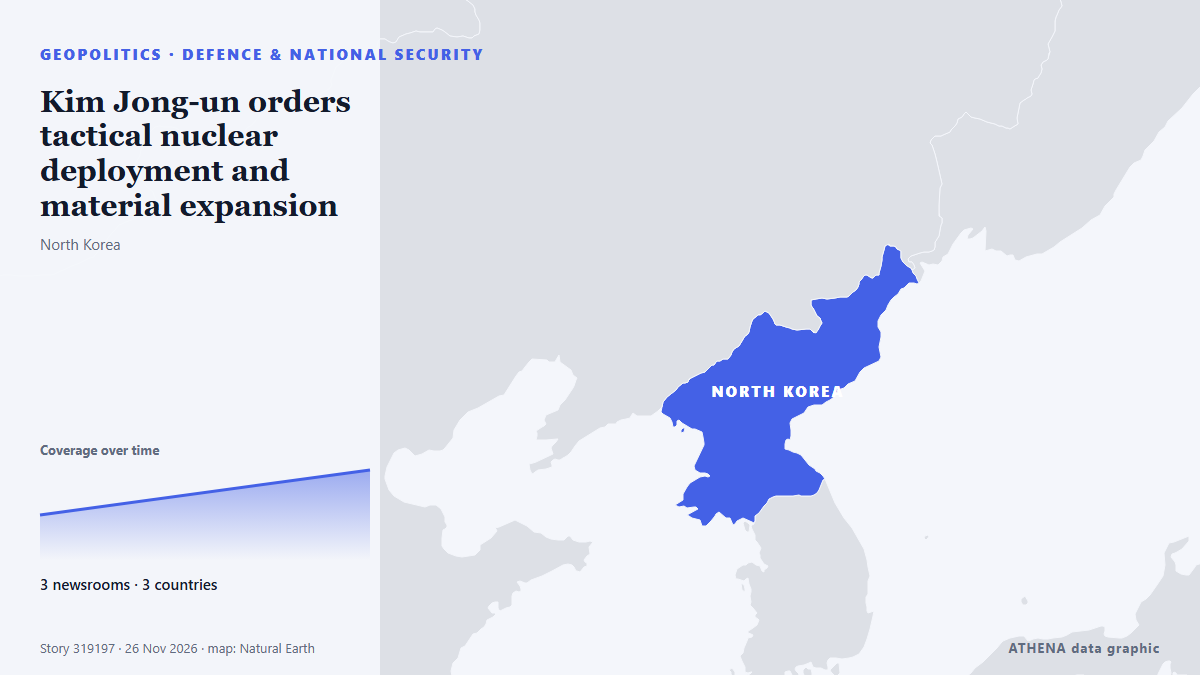 GEOPOLITICS · DEFENCE & NATIONAL SECURITY
Kim Jong-un orders
tactical nuclear
deployment and
material expansion
North Korea
NORTH KOREA
Coverage over time
3 newsrooms · 3 countries
Story 319197 · 26 Nov 2026 · map: Natural Earth
ATHENA data graphic